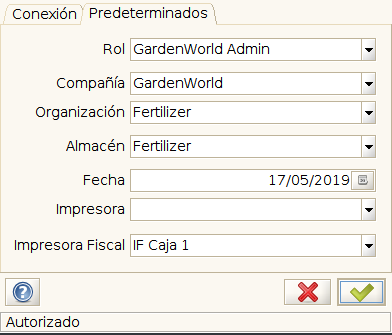 Conexión Predeterminados
Rol GardenWorld Admin
Compañía GardenWorld
Organización Fertilizer
Almacén Fertilizer
Fecha 17/05/2019
Impresora
Impresora Fiscal IF Caja 1
Autorizado